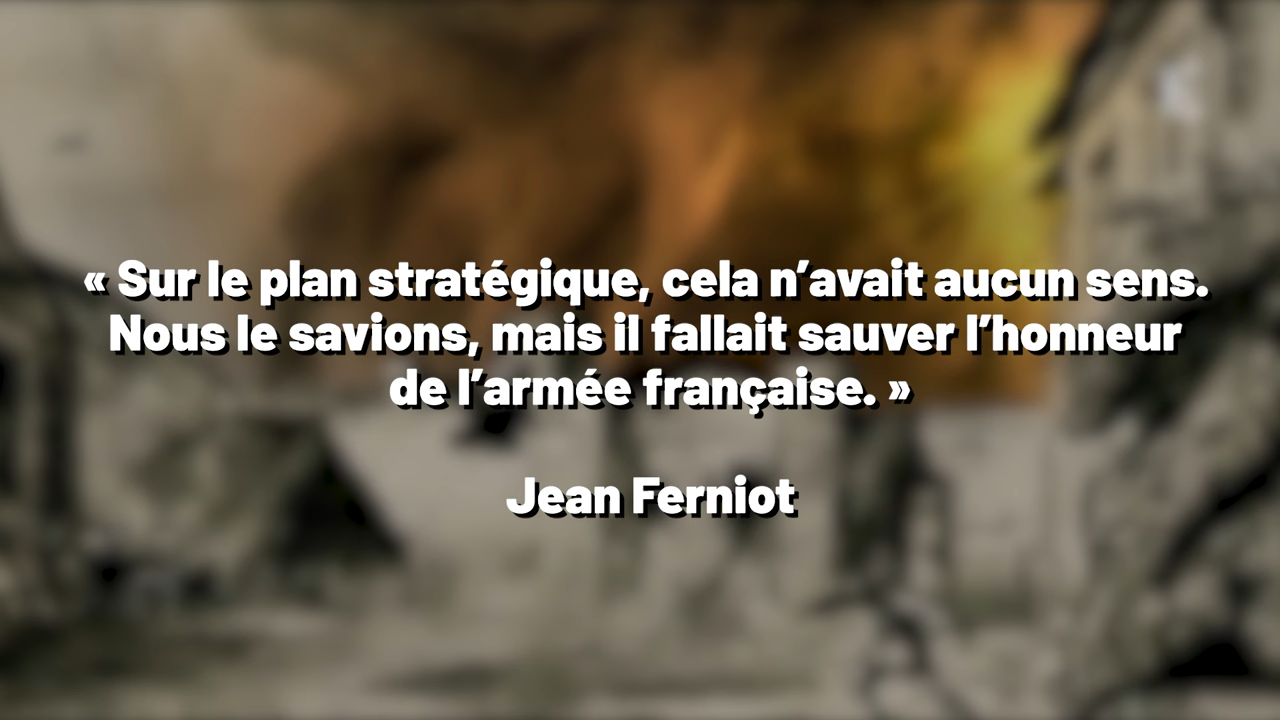 « Sur le plan stratégique, cela n’avait aucun sens.
Nous le savions, mais il fallait sauver l’honneur
de l’armée française. »
Jean Ferniot